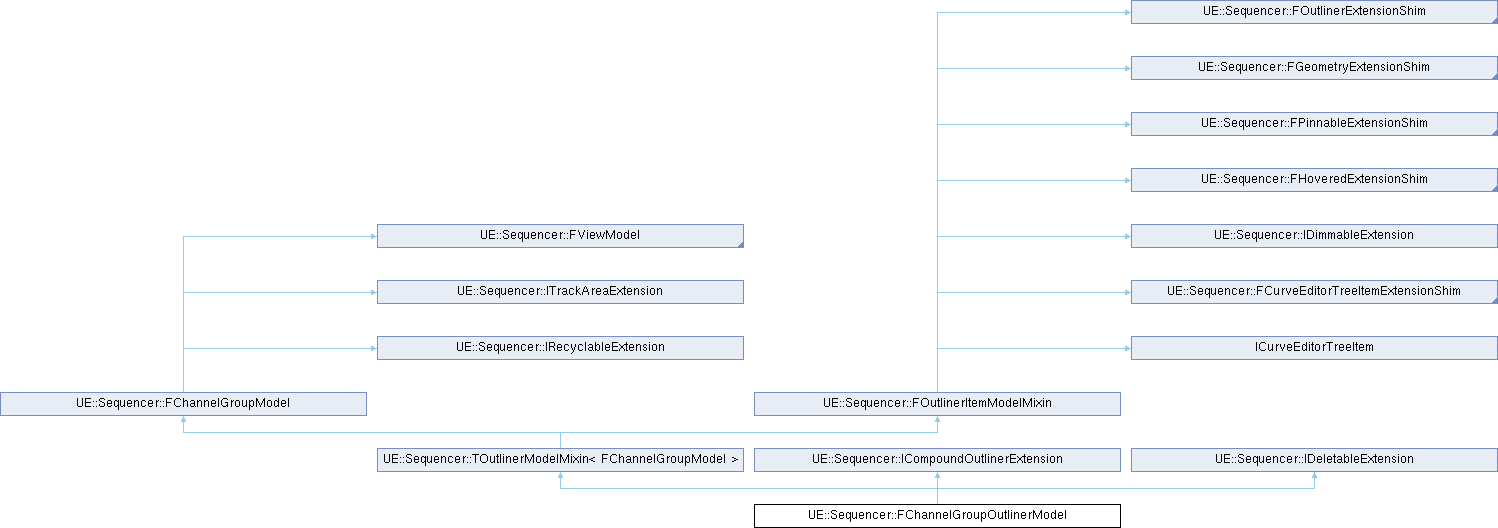 UE::Sequencer::FOutlinerExtensionShim
UE::Sequencer::FGeometryExtensionShim
UE::Sequencer::FPinnableExtensionShim
UE::Sequencer::FHoveredExtensionShim
UE::Sequencer::FViewModel
UE::Sequencer::IDimmableExtension
UE::Sequencer::ITrackAreaExtension
UE::Sequencer::FCurveEditorTreeItemExtensionShim
UE::Sequencer::IRecyclableExtension
ICurveEditorTreeItem
UE::Sequencer::FChannelGroupModel
UE::Sequencer::FOutlinerItemModelMixin
UE::Sequencer::TOutlinerModelMixin< FChannelGroupModel >
UE::Sequencer::ICompoundOutlinerExtension
UE::Sequencer::IDeletableExtension
UE::Sequencer::FChannelGroupOutlinerModel